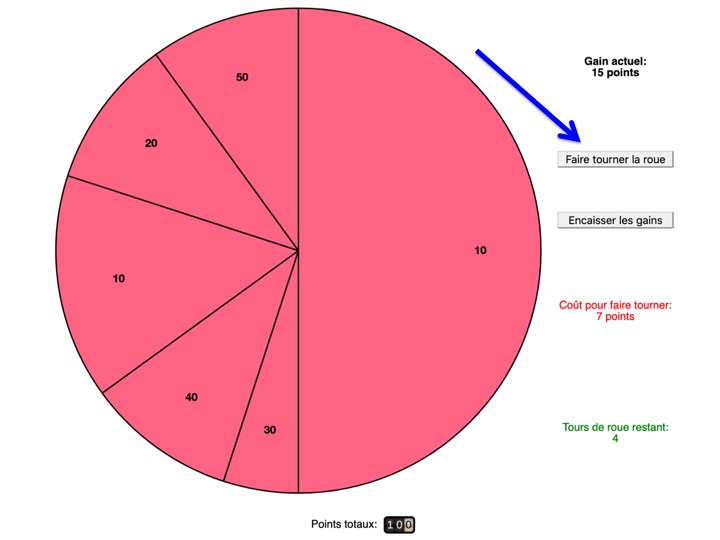 50
20
10
10
40
30
Gain actuel:
15 points
Faire tourner la roue
Encaisser les gains
Coût pour faire tourner:
7 points
Tours de roue restant:
4
Points totaux: 100